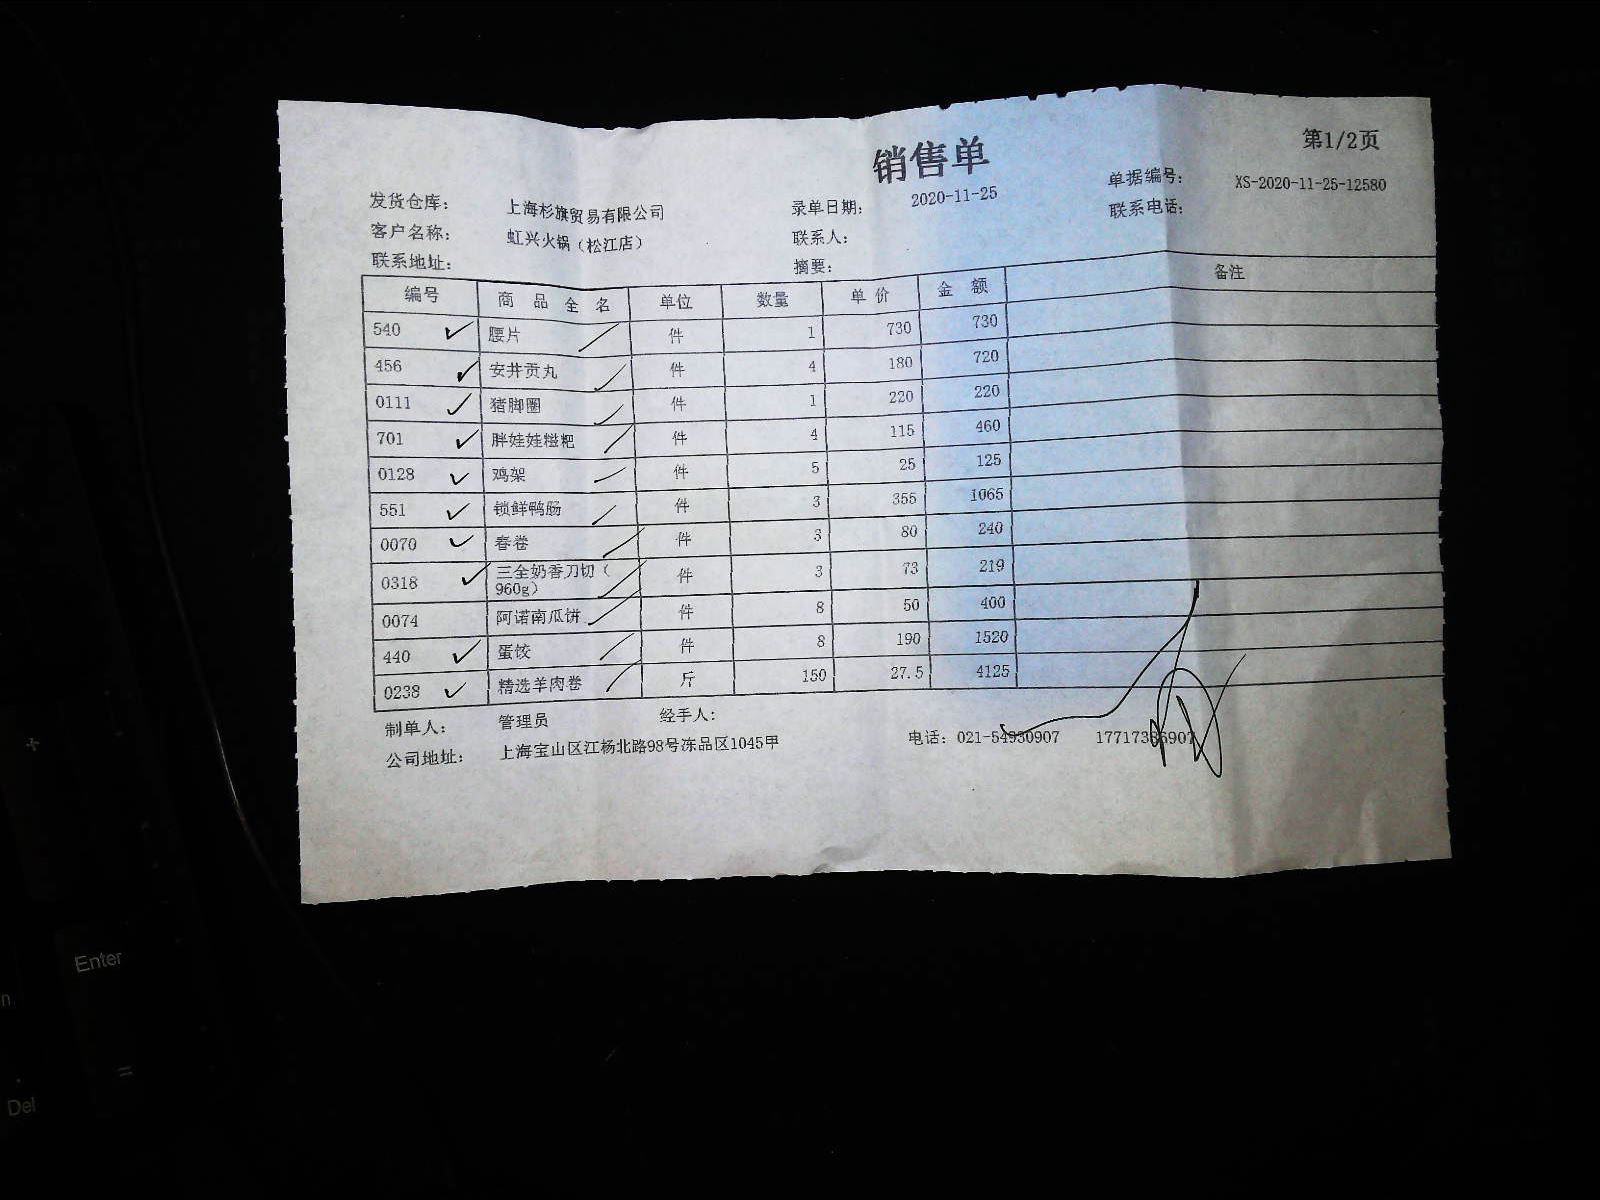 第1/2页
销售单
发货仓库: 上海杉旗贸易有限公司 录单日期: 2020-11-25 单据编号: XS-2020-11-25-12580
客户名称: 虹兴火锅(松江店) 联系人: 联系电话:
联系地址: 摘要:
编号 商品全名 单位 数量 单价 金额 备注
540 腰片 件 1 730 730
456 安井贡丸 件 4 180 720
0111 猪脚圈 件 1 220 220
701 胖娃娃糍粑 件 4 115 460
0128 鸡架 件 5 25 125
551 锁鲜鸭肠 件 3 355 1065
0070 春卷 件 3 80 240
0318 三全奶香刀切( 件 3 73 219
960g)
0074 阿诺南瓜饼 件 8 50 400
440 蛋饺 件 8 190 1520
0238 精选羊肉卷 斤 150 27.5 4125
制单人: 管理员 经手人:
公司地址: 上海宝山区江杨北路98号冻品区1045甲 电话: 021-54930907
+
Enter
=
Del